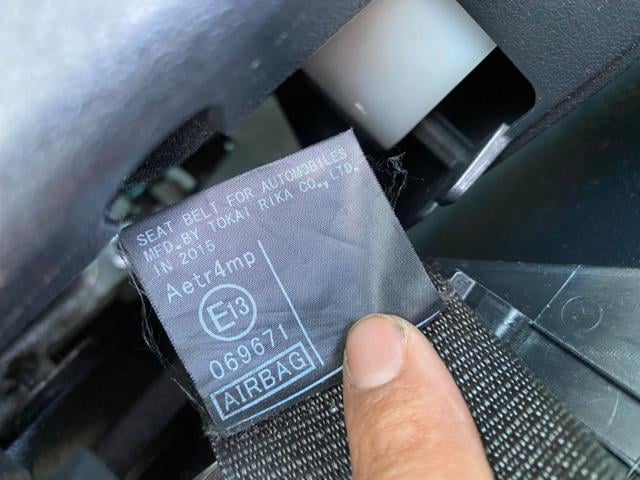 SEAT BELT FOR AUTOMOBILES
MFD.BY TOKAI RIKA CO.,LTD.
IN 2015
Aetr4mp
E13
069671
AIRBAG